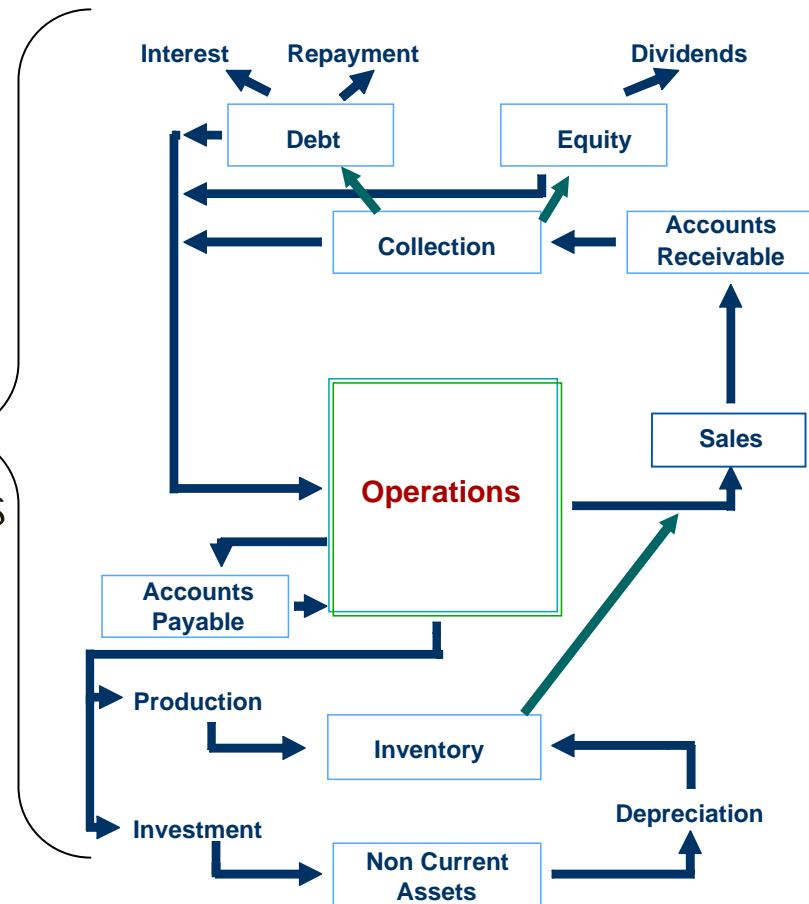 Interest Repayment Dividends
Debt Equity
Collection
Accounts
Receivable
Sales
Operations
s
Accounts
Payable
Production
Inventory
Investment
Depreciation
Non Current
Assets